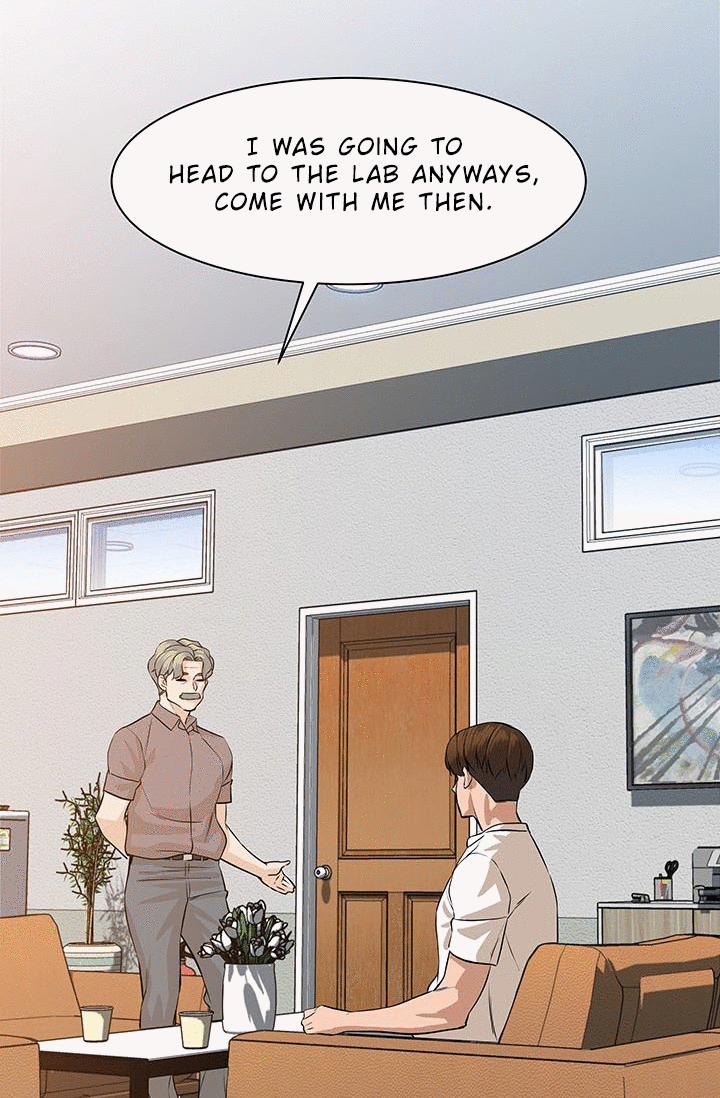 I WAS GOING TO
HEAD TO THE LAB ANYWAYS,
COME WITH ME THEN.